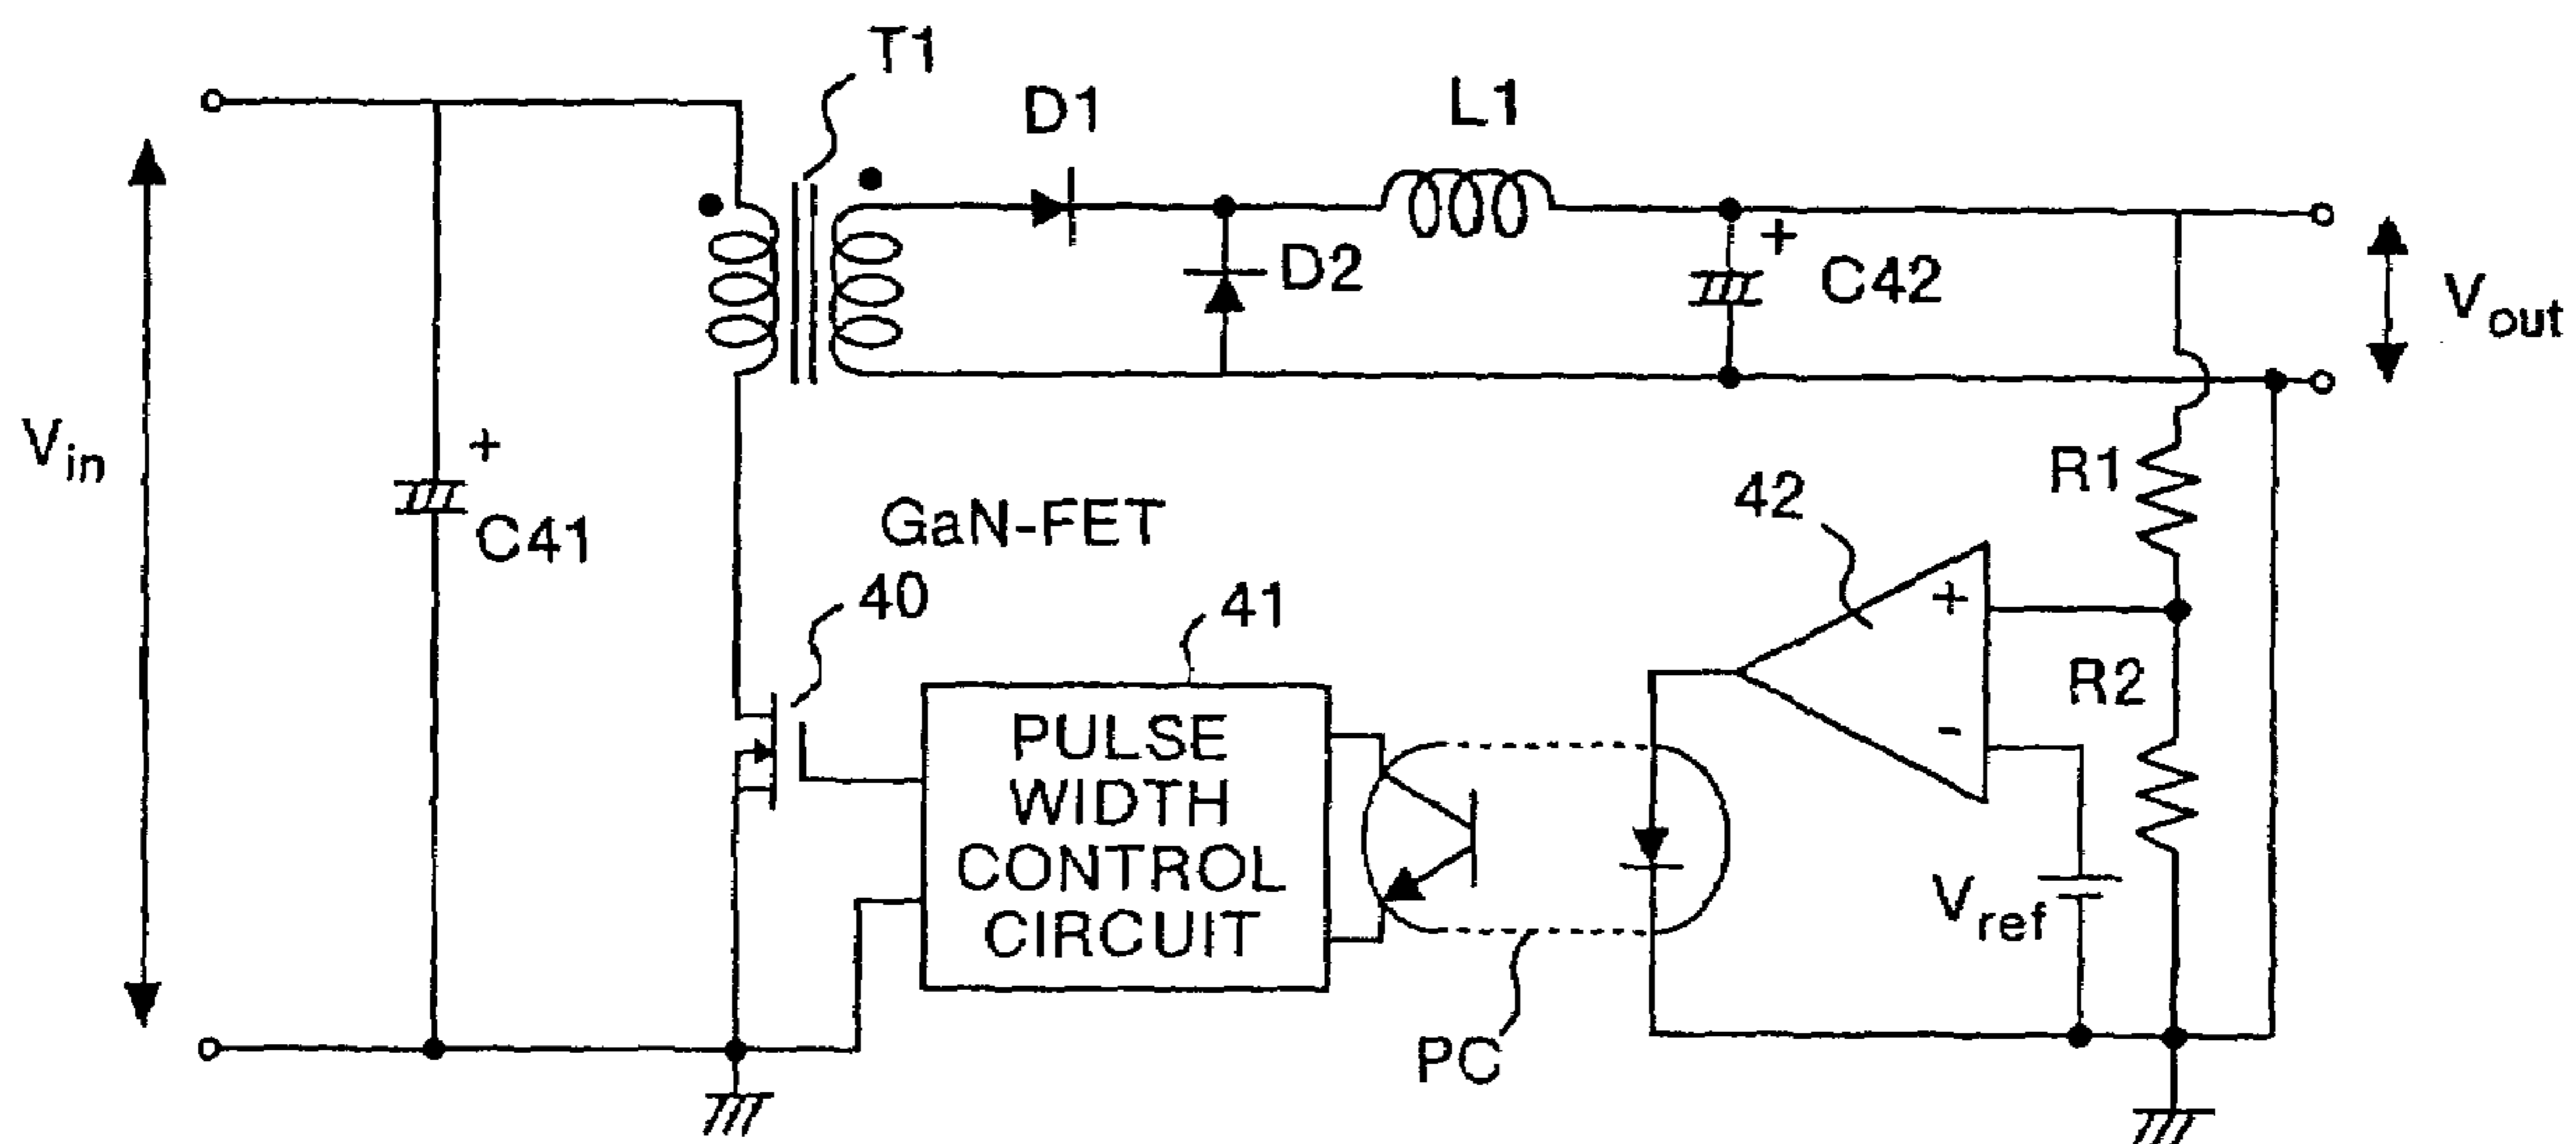 T1
D1
L1
+
D2
C42
Vout
Vin
+
C41
R1
GaN-FET
42
40
41
+
R2
PULSE
WIDTH
CONTROL
CIRCUIT
-
Vref
PC